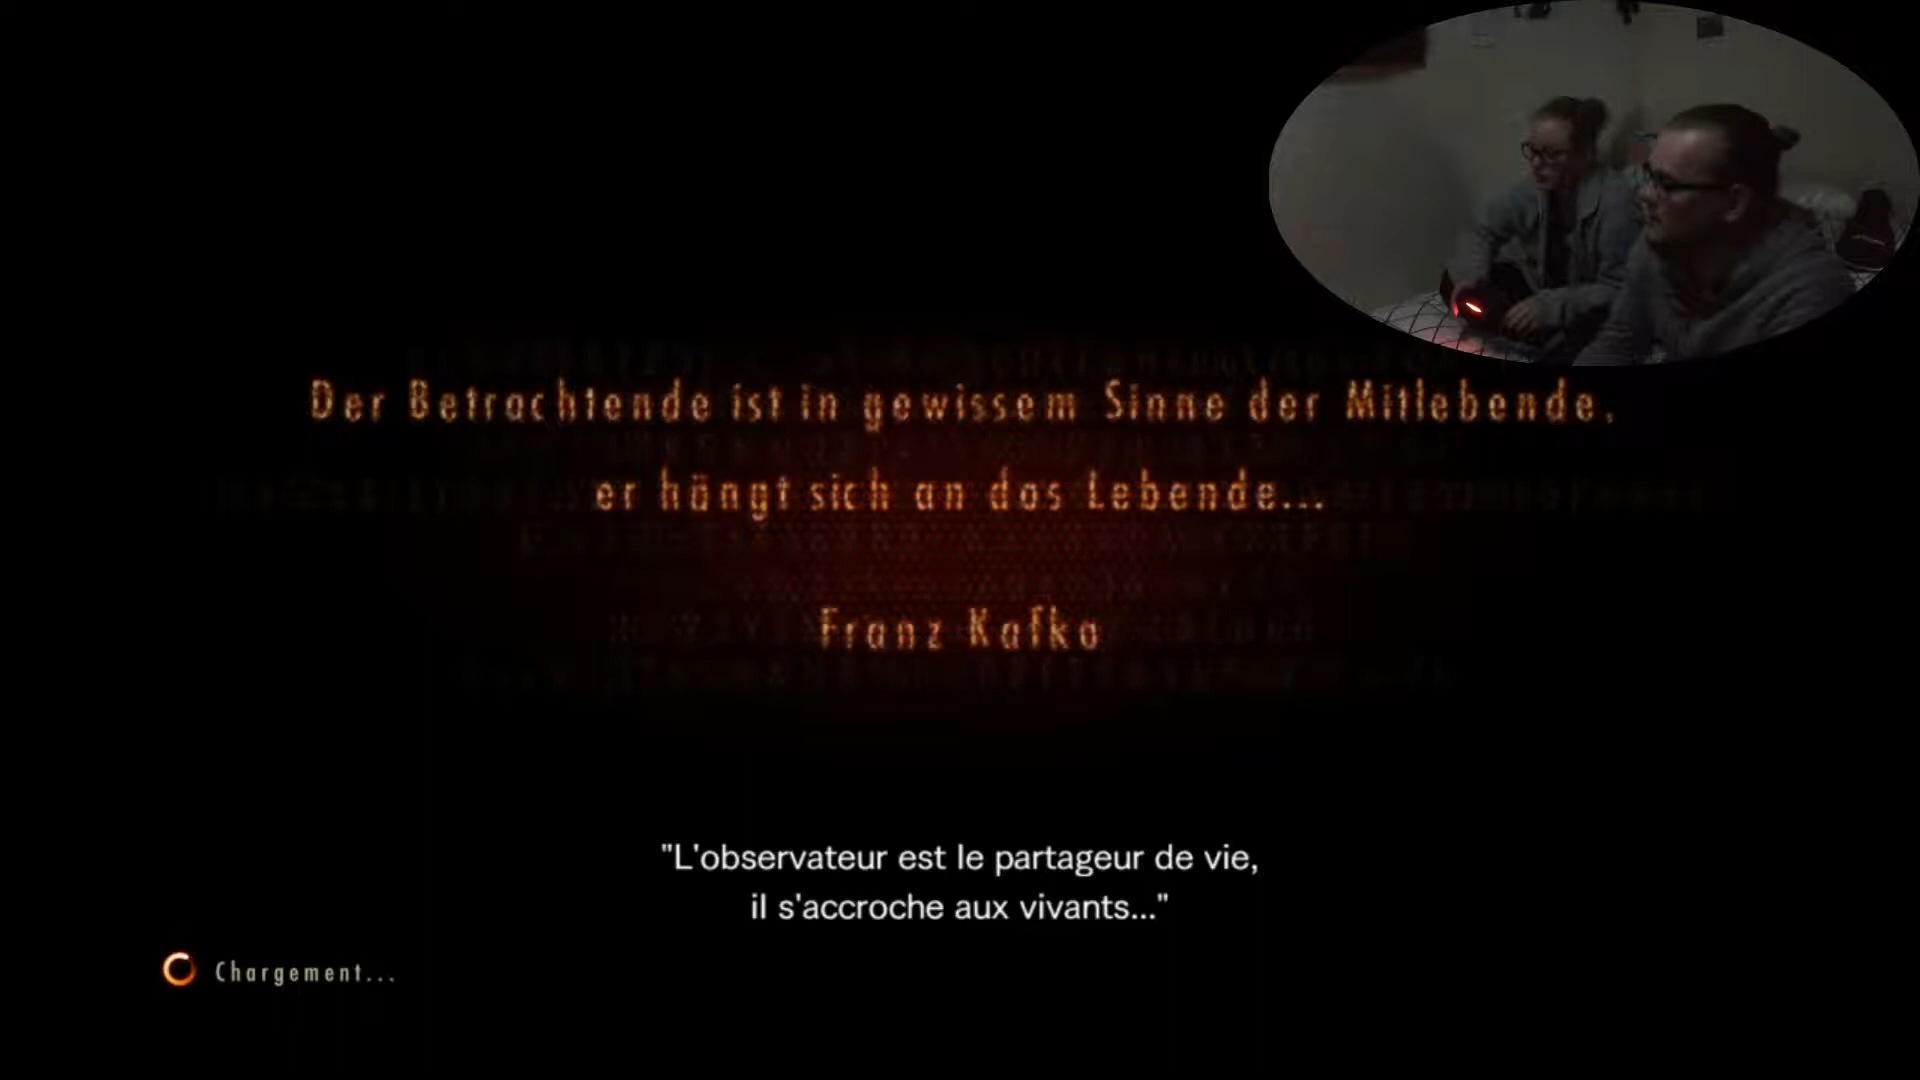 Der Betrachtende ist in gewissem Sinne der Mitlebende,
er hängt sich an das Lebende...
Franz Kafka
"L'observateur est le partageur de vie,
il s'accroche aux vivants..."
Chargement...